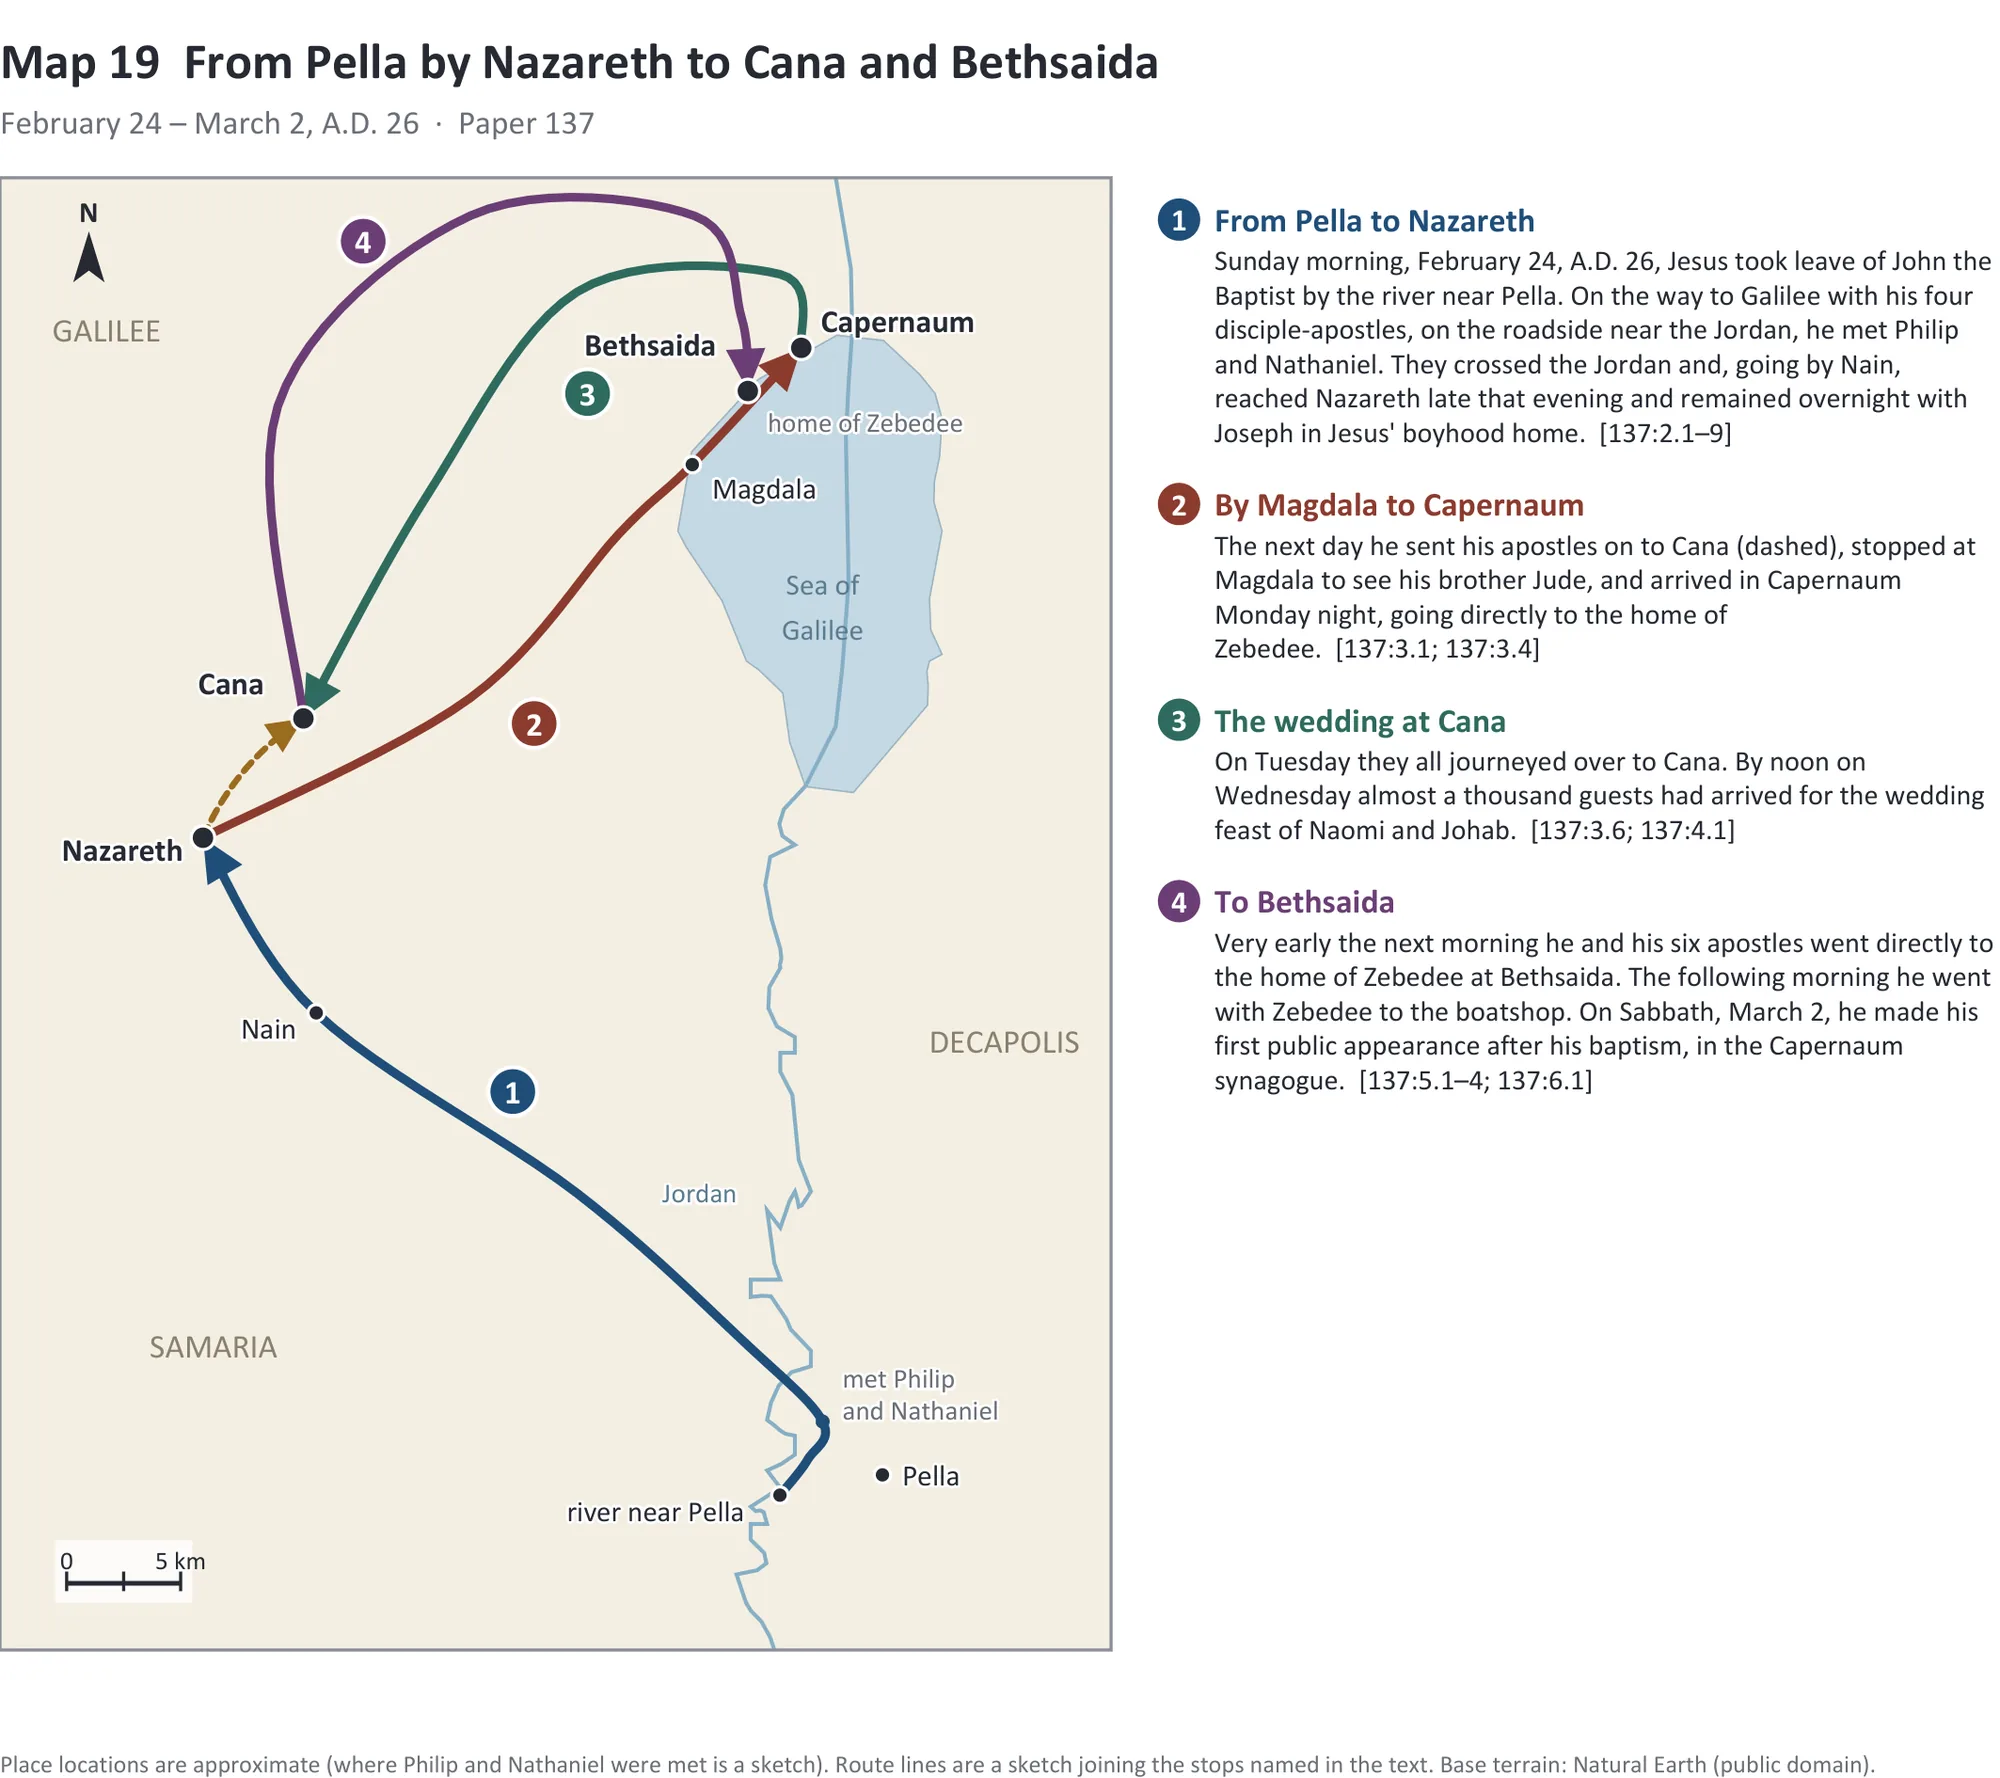 Map 19  From Pella by Nazareth to Cana and Bethsaida
February 24 – March 2, A.D. 26  ·  Paper 137
N
GALILEE
4
Capernaum
Bethsaida
3
home of Zebedee
Magdala
Sea of
Galilee
Cana
2
Nazareth
Nain
DECAPOLIS
1
Jordan
SAMARIA
met Philip
and Nathaniel
Pella
river near Pella
0
5 km
1 From Pella to Nazareth
Sunday morning, February 24, A.D. 26, Jesus took leave of John the
Baptist by the river near Pella. On the way to Galilee with his four
disciple-apostles, on the roadside near the Jordan, he met Philip
and Nathaniel. They crossed the Jordan and, going by Nain,
reached Nazareth late that evening and remained overnight with
Joseph in Jesus' boyhood home.  [137:2.1–9]
2 By Magdala to Capernaum
The next day he sent his apostles on to Cana (dashed), stopped at
Magdala to see his brother Jude, and arrived in Capernaum
Monday night, going directly to the home of
Zebedee.  [137:3.1; 137:3.4]
3 The wedding at Cana
On Tuesday they all journeyed over to Cana. By noon on
Wednesday almost a thousand guests had arrived for the wedding
feast of Naomi and Johab.  [137:3.6; 137:4.1]
4 To Bethsaida
Very early the next morning he and his six apostles went directly to
the home of Zebedee at Bethsaida. The following morning he went
with Zebedee to the boatshop. On Sabbath, March 2, he made his
first public appearance after his baptism, in the Capernaum
synagogue.  [137:5.1–4; 137:6.1]
Place locations are approximate (where Philip and Nathaniel were met is a sketch). Route lines are a sketch joining the stops named in the text. Base terrain: Natural Earth (public domain).